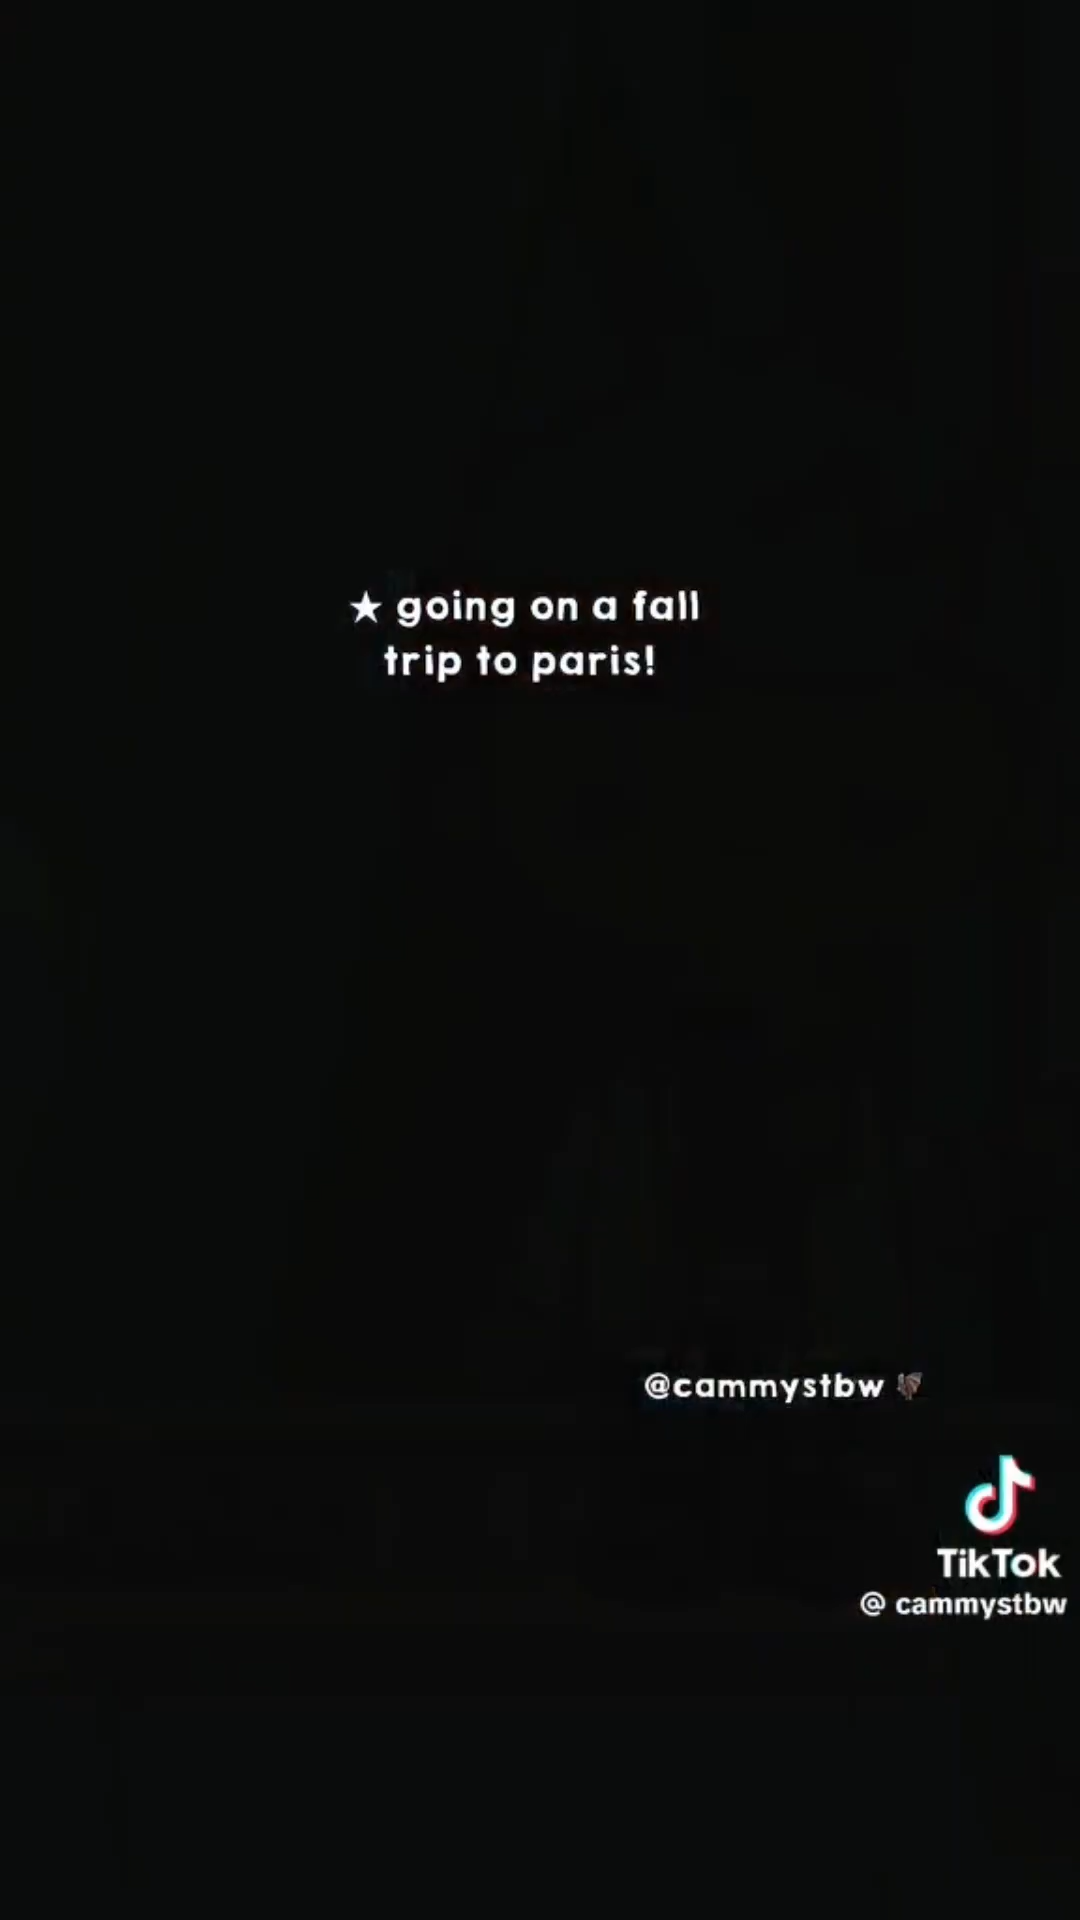 ★ going on a fall
trip to paris!
@cammystbw 🦇
TikTok
@ cammystbw